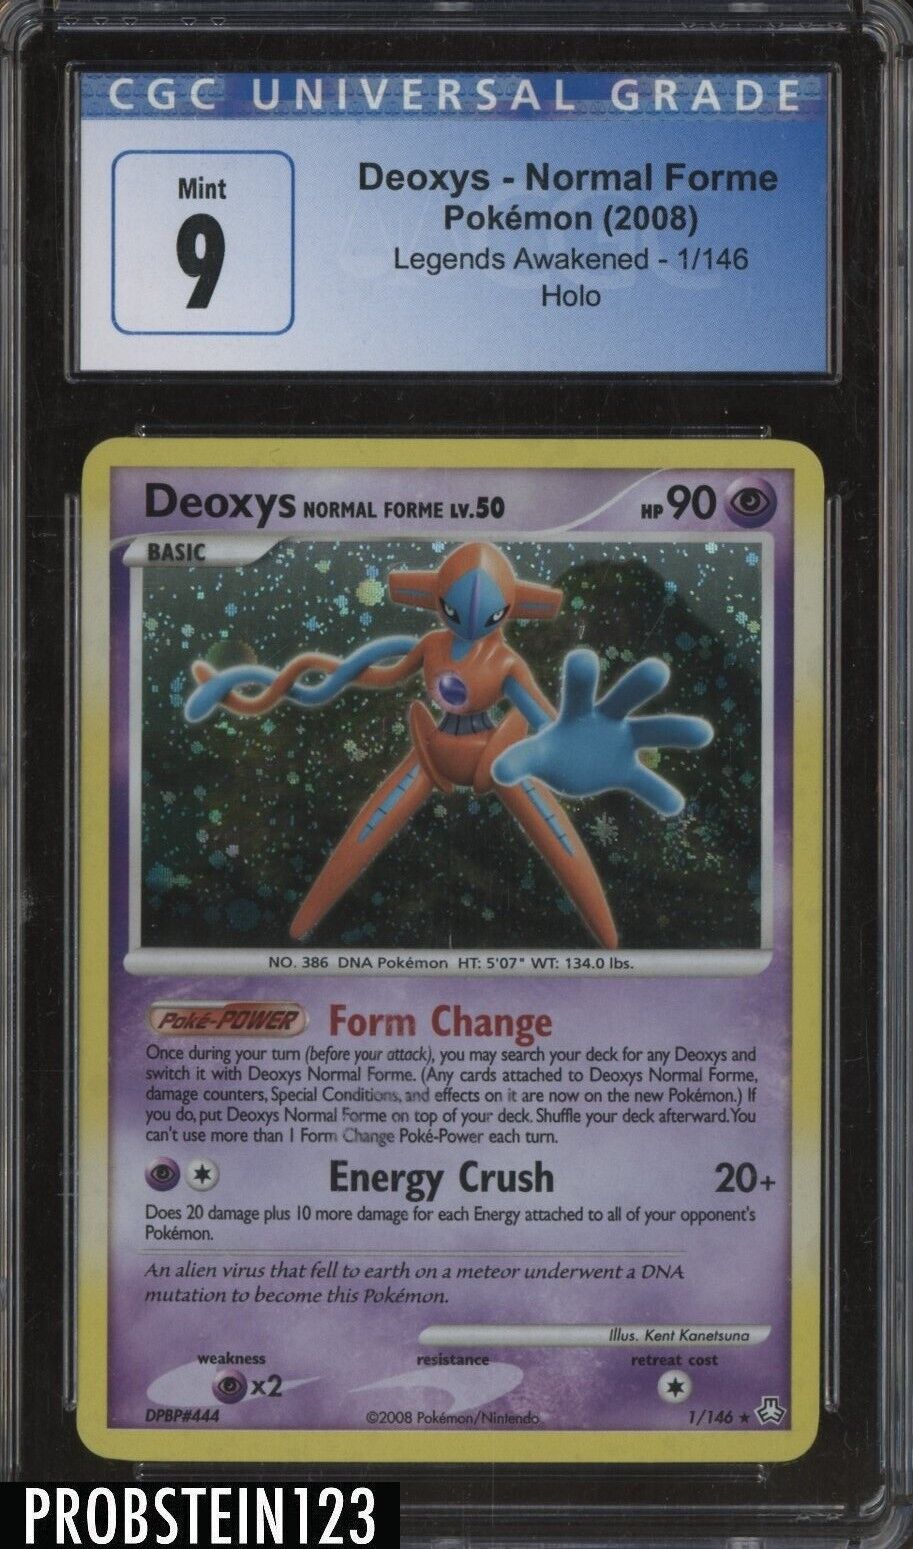 CGC UNIVERSAL GRADE
Mint
9
Deoxys - Normal Forme
Pokémon (2008)
Legends Awakened - 1/146
Holo
Deoxys NORMAL FORME LV.50 HP 90
BASIC
NO. 386 DNA Pokémon HT: 5'07" WT: 134.0 lbs.
Poké-POWER Form Change
Once during your turn (before your attack), you may search your deck for any Deoxys and
switch it with Deoxys Normal Forme. (Any cards attached to Deoxys Normal Forme,
damage counters, Special Conditions, and effects on it are now on the new Pokémon.) If
you do, put Deoxys Normal Forme on top of your deck. Shuffle your deck afterward. You
can't use more than 1 Form Change Poké-Power each turn.
Energy Crush 20+
Does 20 damage plus 10 more damage for each Energy attached to all of your opponent's
Pokémon.
An alien virus that fell to earth on a meteor underwent a DNA
mutation to become this Pokémon.
Illus. Kent Kanetsuna
weakness resistance retreat cost
x2
DPBP#444 ©2008 Pokémon/Nintendo 1/146
PROBSTEIN123